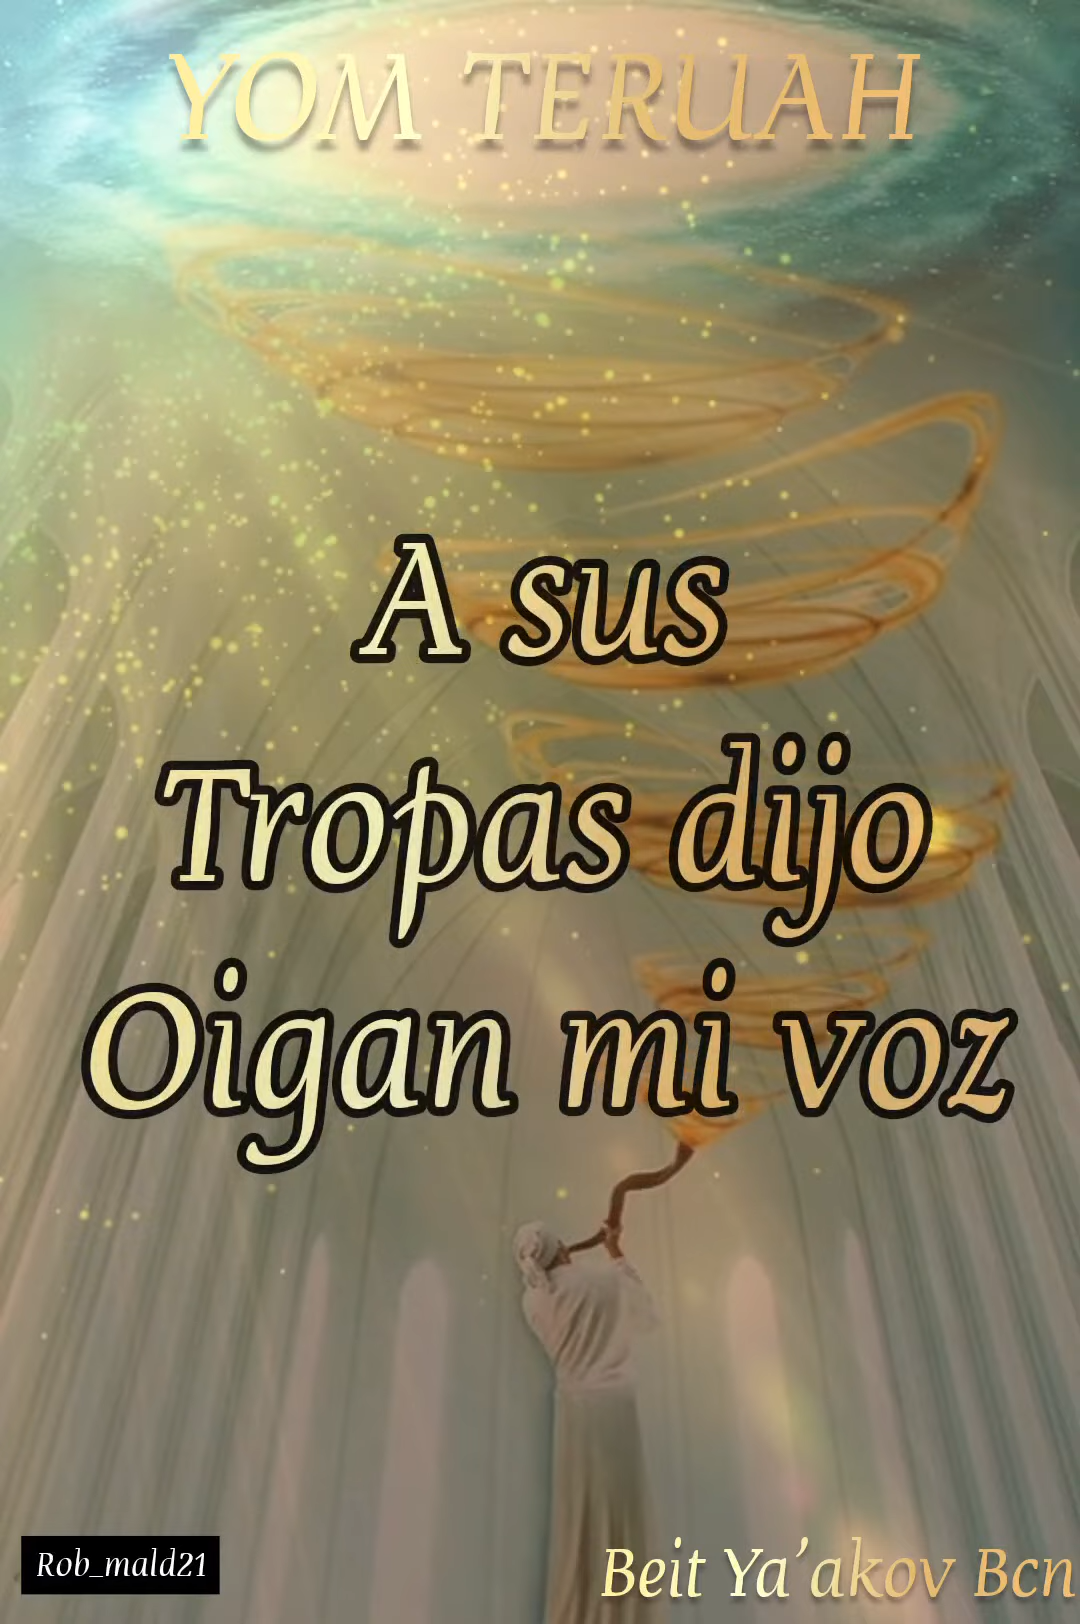 YOM TERUAH
A sus
Tropas dijo
Oigan mi voz
Rob_mald21
Beit Ya'akov Bcn